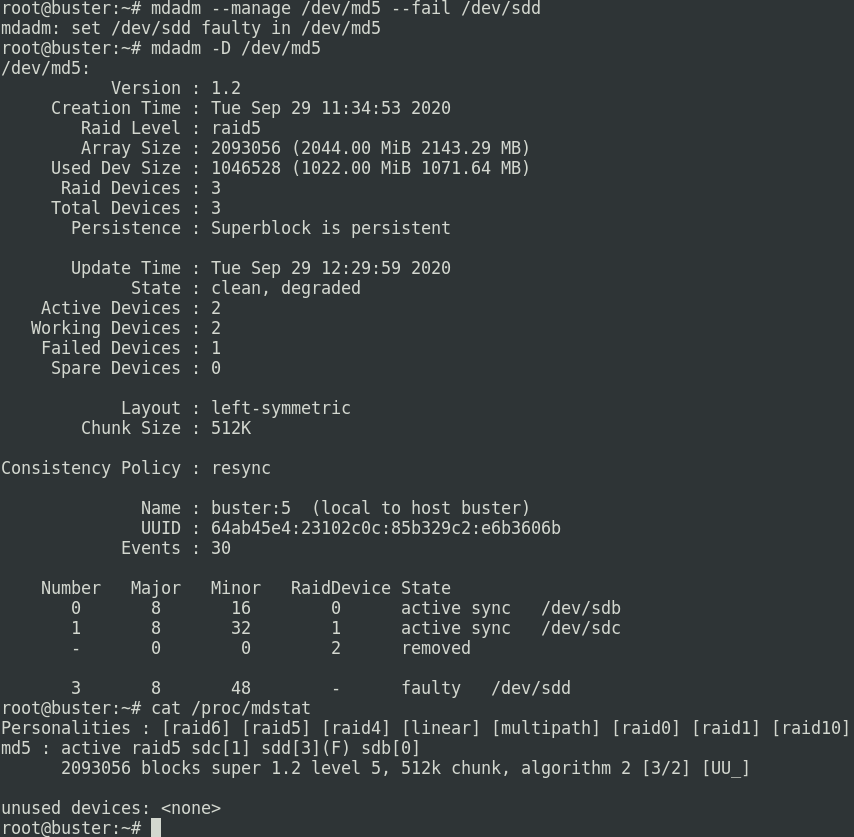 root@buster:~# mdadm --manage /dev/md5 --fail /dev/sdd
mdadm: set /dev/sdd faulty in /dev/md5
root@buster:~# mdadm -D /dev/md5
/dev/md5:
Version : 1.2
Creation Time : Tue Sep 29 11:34:53 2020
Raid Level : raid5
Array Size : 2093056 (2044.00 MiB 2143.29 MB)
Used Dev Size : 1046528 (1022.00 MiB 1071.64 MB)
Raid Devices : 3
Total Devices : 3
Persistence : Superblock is persistent
Update Time : Tue Sep 29 12:29:59 2020
State : clean, degraded
Active Devices : 2
Working Devices : 2
Failed Devices : 1
Spare Devices : 0
Layout : left-symmetric
Chunk Size : 512K
Consistency Policy : resync
Name : buster:5  (local to host buster)
UUID : 64ab45e4:23102c0c:85b329c2:e6b3606b
Events : 30
Number   Major   Minor   RaidDevice State
0       8       16        0      active sync   /dev/sdb
1       8       32        1      active sync   /dev/sdc
-       0        0        2      removed
3       8       48        -      faulty   /dev/sdd
root@buster:~# cat /proc/mdstat
Personalities : [raid6] [raid5] [raid4] [linear] [multipath] [raid0] [raid1] [raid10]
md5 : active raid5 sdc[1] sdd[3](F) sdb[0]
2093056 blocks super 1.2 level 5, 512k chunk, algorithm 2 [3/2] [UU_]
unused devices: <none>
root@buster:~#